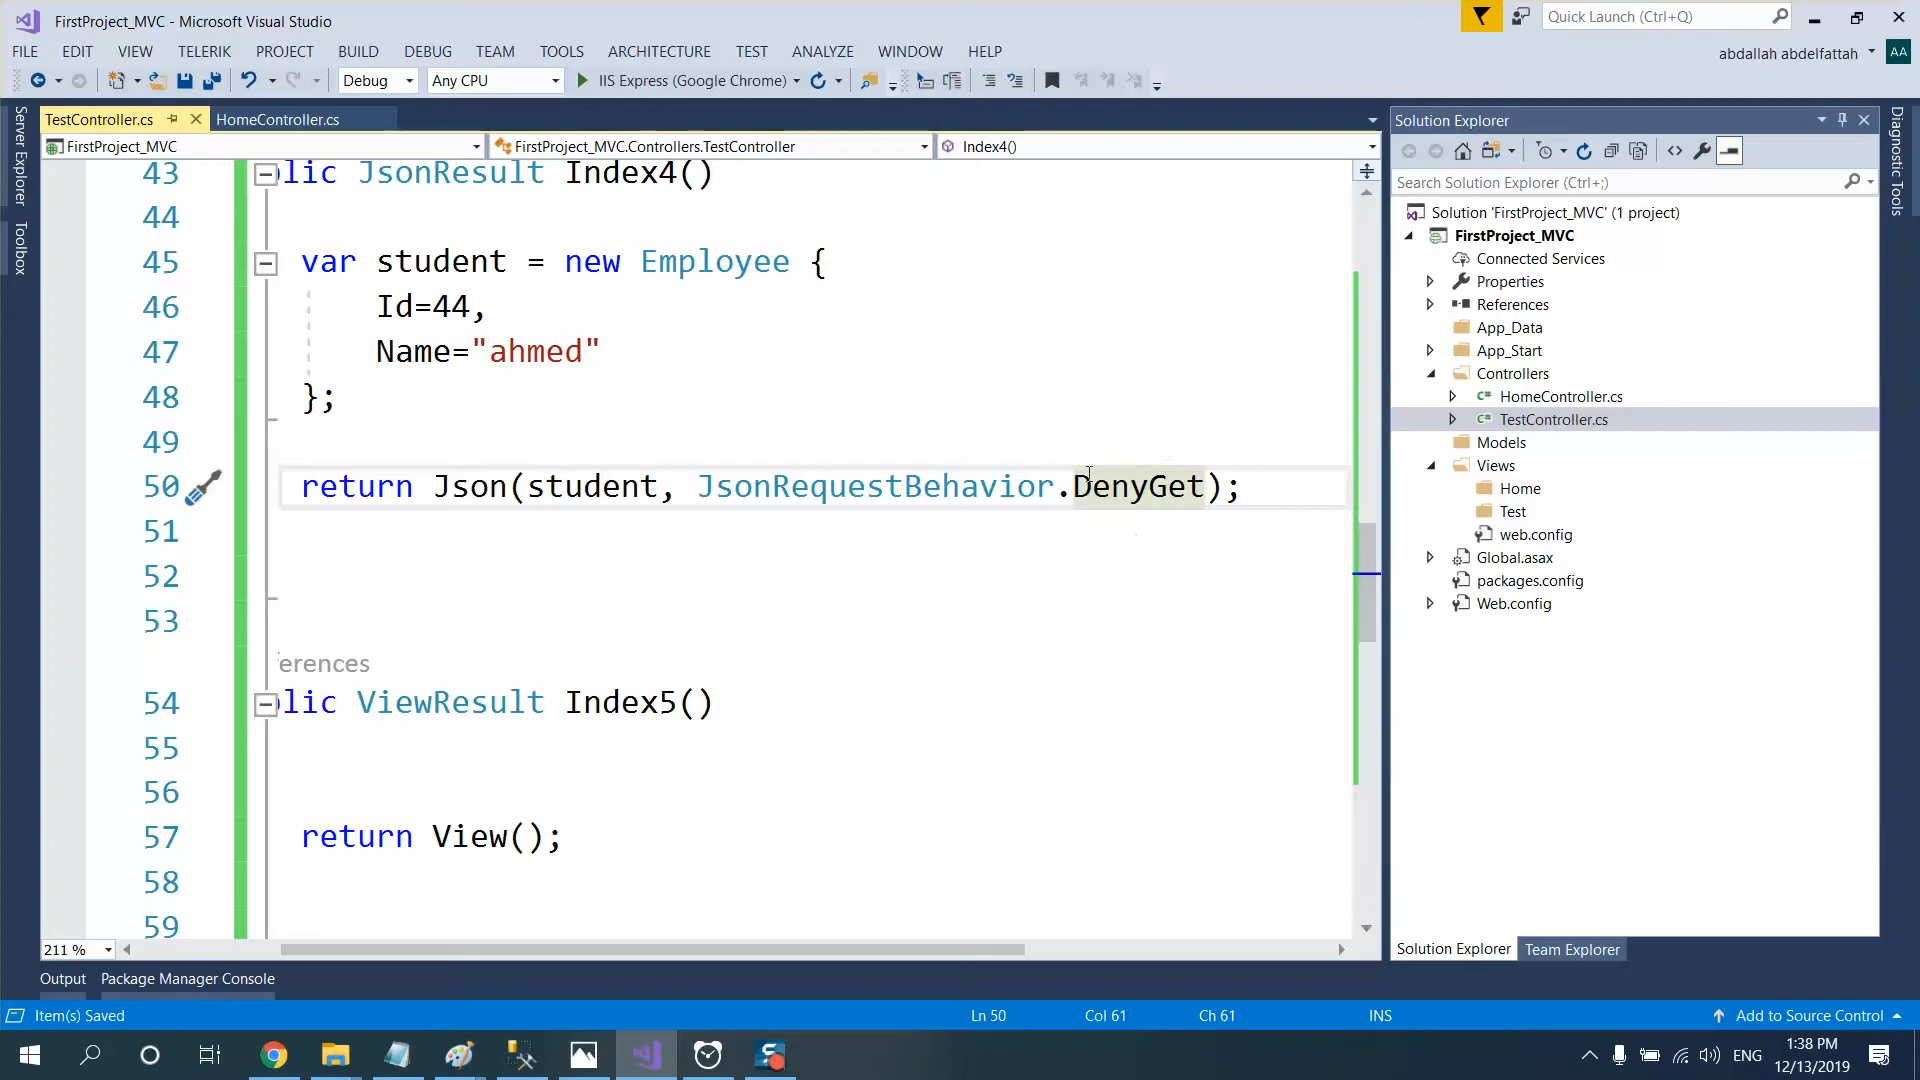 FirstProject_MVC - Microsoft Visual Studio
Quick Launch (Ctrl+Q)
FILE EDIT VIEW TELERIK PROJECT BUILD DEBUG TEAM TOOLS ARCHITECTURE TEST ANALYZE WINDOW HELP
abdallah abdelfattah AA
Debug Any CPU IIS Express (Google Chrome)
Server Explorer
Toolbox
TestController.cs HomeController.cs
FirstProject_MVC FirstProject_MVC.Controllers.TestController Index4()
43 lic JsonResult Index4()
44
45 var student = new Employee {
46 Id=44,
47 Name="ahmed"
48 };
49
50 return Json(student, JsonRequestBehavior.DenyGet);
51
52
53
erences
54 lic ViewResult Index5()
55
56
57 return View();
58
59
211 %
Solution Explorer
Search Solution Explorer (Ctrl+;)
Solution 'FirstProject_MVC' (1 project)
FirstProject_MVC
Connected Services
Properties
References
App_Data
App_Start
Controllers
HomeController.cs
TestController.cs
Models
Views
Home
Test
web.config
Global.asax
packages.config
Web.config
Solution Explorer Team Explorer
Diagnostic Tools
Output Package Manager Console
Item(s) Saved Ln 50 Col 61 Ch 61 INS Add to Source Control
ENG
1:38 PM
12/13/2019